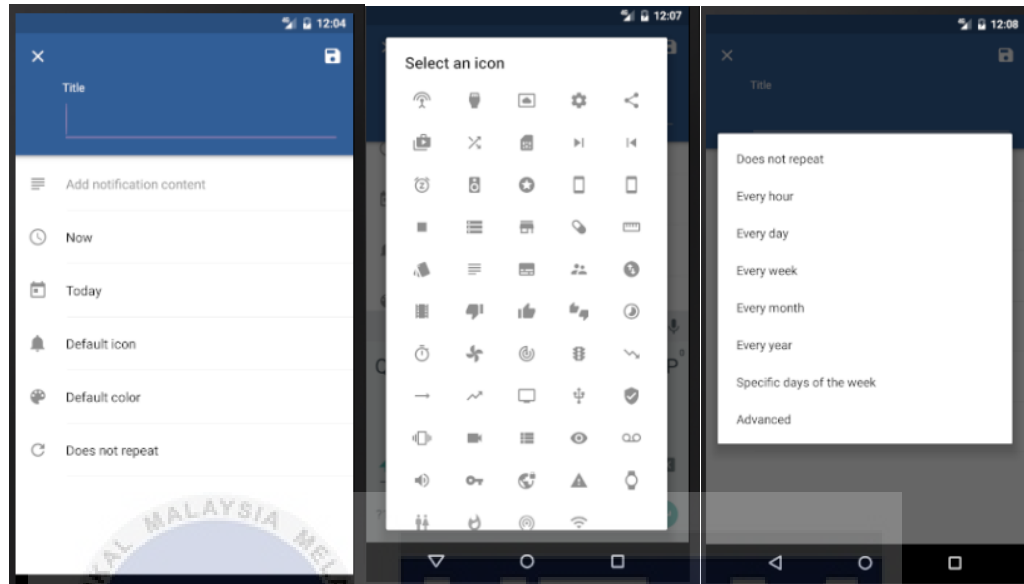 12:04
Title
Add notification content
Now
Today
Default icon
Default color
Does not repeat
KAL MALAYSIA MEL
12:07
Select an icon
Q
P
12:08
Title
Does not repeat
Every hour
Every day
Every week
Every month
Every year
Specific days of the week
Advanced